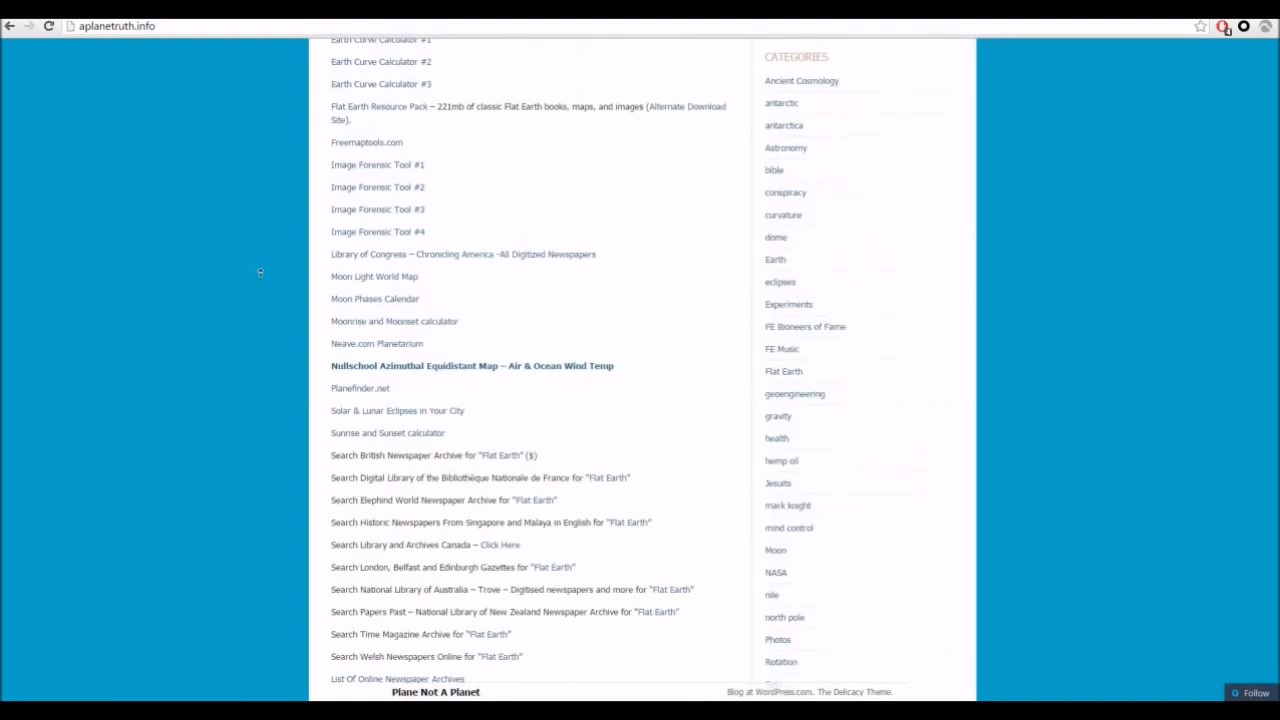 aplanetruth.info
Earth Curve Calculator #1
Earth Curve Calculator #2
Earth Curve Calculator #3
Flat Earth Resource Pack – 221mb of classic Flat Earth books, maps, and images (Alternate Download
Site).
Freemaptools.com
Image Forensic Tool #1
Image Forensic Tool #2
Image Forensic Tool #3
Image Forensic Tool #4
Library of Congress – Chronicling America -All Digitized Newspapers
Moon Light World Map
Moon Phases Calendar
Moonrise and Moonset calculator
Neave.com Planetarium
Nullschool Azimuthal Equidistant Map – Air & Ocean Wind Temp
Planefinder.net
Solar & Lunar Eclipses in Your City
Sunrise and Sunset calculator
Search British Newspaper Archive for "Flat Earth" ($)
Search Digital Library of the Bibliothèque Nationale de France for "Flat Earth"
Search Elephind World Newspaper Archive for "Flat Earth"
Search Historic Newspapers From Singapore and Malaya in English for "Flat Earth"
Search Library and Archives Canada – Click Here
Search London, Belfast and Edinburgh Gazettes for "Flat Earth"
Search National Library of Australia – Trove – Digitised newspapers and more for "Flat Earth"
Search Papers Past – National Library of New Zealand Newspaper Archive for "Flat Earth"
Search Time Magazine Archive for "Flat Earth"
Search Welsh Newspapers Online for "Flat Earth"
List Of Online Newspaper Archives
CATEGORIES
Ancient Cosmology
antarctic
antarctica
Astronomy
bible
conspiracy
curvature
dome
Earth
eclipses
Experiments
FE Bioneers of Fame
FE Music
Flat Earth
geoengineering
gravity
health
hemp oil
Jesuits
mark knight
mind control
Moon
NASA
nile
north pole
Photos
Rotation
Plane Not A Planet
Blog at WordPress.com. The Delicacy Theme.
Follow